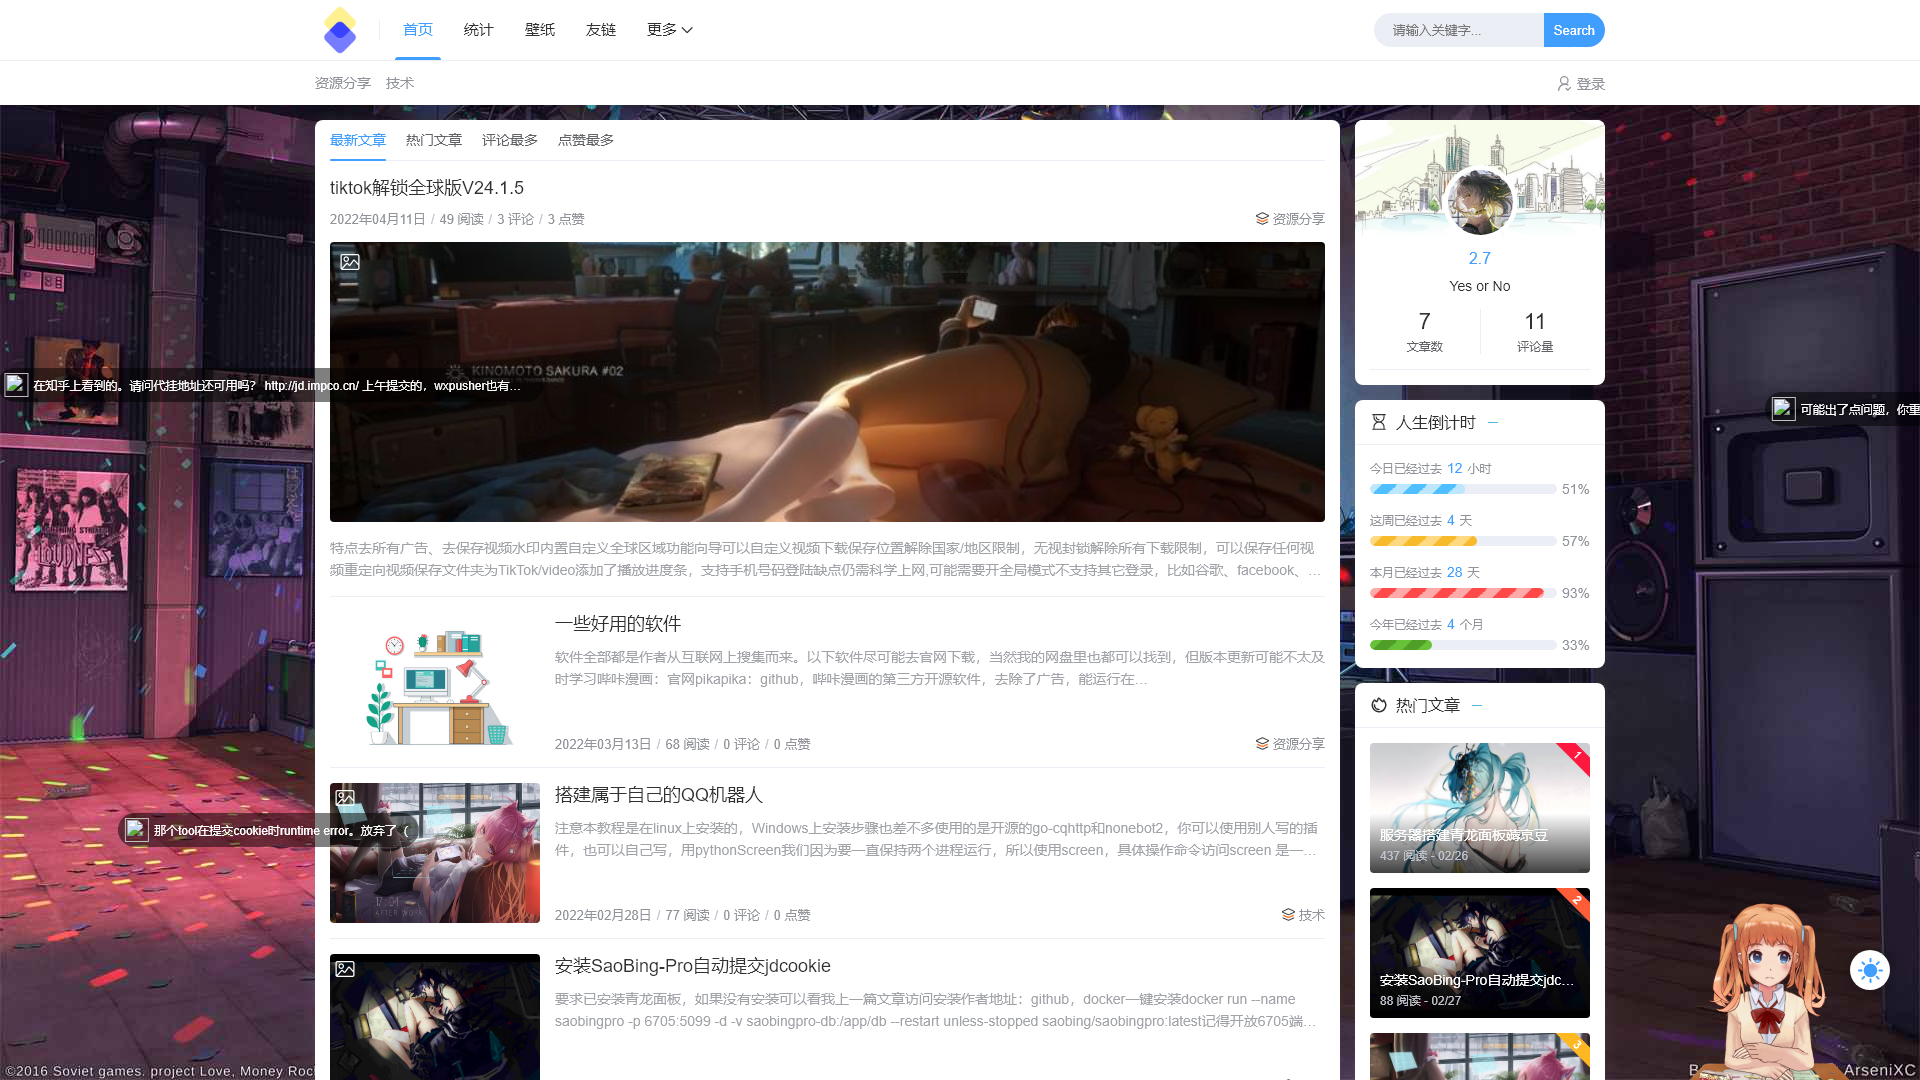 首页
统计
壁纸
友链
更多
请输入关键字...
Search
资源分享
技术
登录
最新文章
热门文章
评论最多
点赞最多
tiktok解锁全球版V24.1.5
2022年04月11日 / 49 阅读 / 3 评论 / 3 点赞
资源分享
KINOMOTO SAKURA #02
在知乎上看到的。请问代挂地址还可用吗? http://jd.impco.cn/ 上午提交的，wxpusher也有...
特点去所有广告、去保存视频水印内置自定义全球区域功能向导可以自定义视频下载保存位置解除国家/地区限制，无视封锁解除所有下载限制，可以保存任何视
频重定向视频保存文件夹为TikTok/video添加了播放进度条，支持手机号码登陆缺点仍需科学上网,可能需要开全局模式不支持其它登录，比如谷歌、facebook、...
一些好用的软件
软件全部都是作者从互联网上搜集而来。以下软件尽可能去官网下载，当然我的网盘里也都可以找到，但版本更新可能不太及
时学习哔咔漫画：官网pikapika：github，哔咔漫画的第三方开源软件，去除了广告，能运行在...
2022年03月13日 / 68 阅读 / 0 评论 / 0 点赞
资源分享
搭建属于自己的QQ机器人
注意本教程是在linux上安装的，Windows上安装步骤也差不多使用的是开源的go-cqhttp和nonebot2，你可以使用别人写的插
件，也可以自己写，用pythonScreen我们因为要一直保持两个进程运行，所以使用screen，具体操作命令访问screen 是一...
那个fool在提交cookie时runtime error。放弃了（
AFTER WORK
2022年02月28日 / 77 阅读 / 0 评论 / 0 点赞
技术
安装SaoBing-Pro自动提交jdcookie
要求已安装青龙面板，如果没有安装可以看我上一篇文章访问安装作者地址：github，docker一键安装docker run --name
saobingpro -p 6705:5099 -d -v saobingpro-db:/app/db --restart unless-stopped saobing/saobingpro:latest记得开放6705端...
2.7
Yes or No
7
文章数
11
评论量
可能出了点问题，你重
人生倒计时
今日已经过去 12 小时
51%
这周已经过去 4 天
57%
本月已经过去 28 天
93%
今年已经过去 4 个月
33%
热门文章
1
服务器搭建青龙面板薅京豆
437 阅读 - 02/26
2
安装SaoBing-Pro自动提交jdc...
88 阅读 - 02/27
3
LOUDNESS
©2016 Soviet games. project Love, Money Rock
ArseniXC